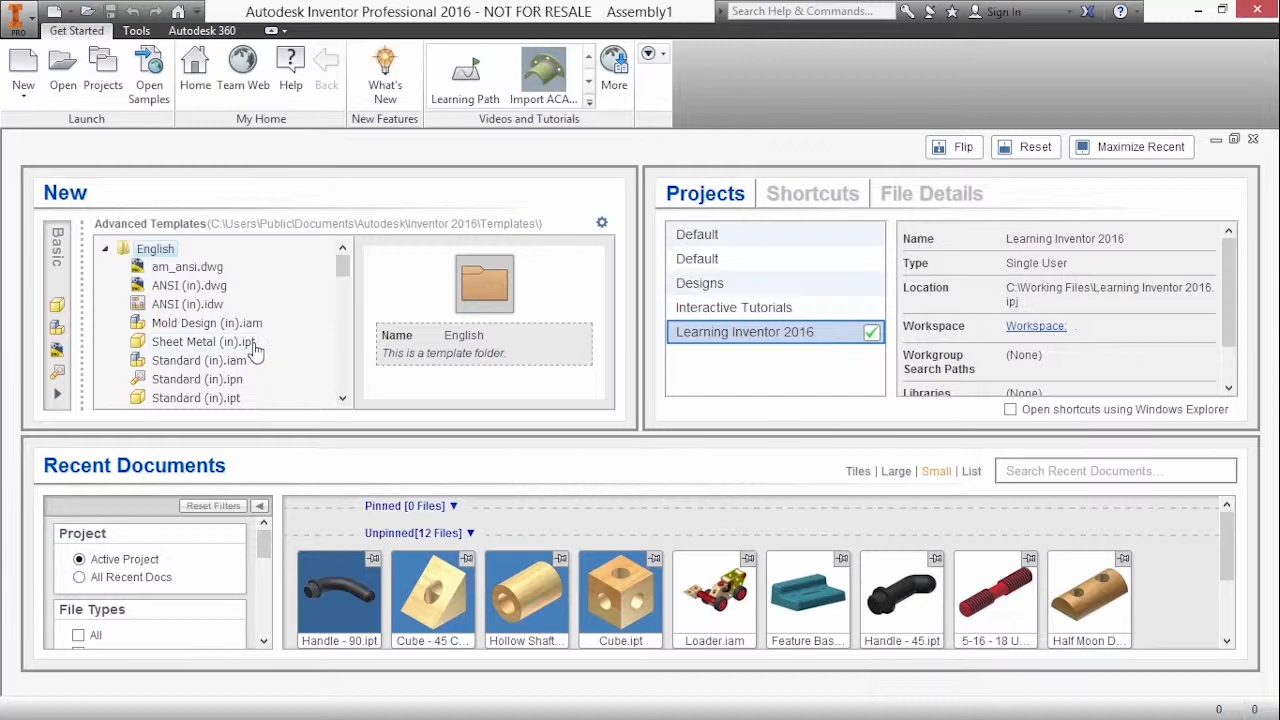 PRO
Autodesk Inventor Professional 2016 - NOT FOR RESALE Assembly1
Search Help & Commands...
Sign In
Get Started
Tools
Autodesk 360
New
Open
Projects
Open Samples
Home
Team Web
Help
Back
What's New
Learning Path
Import ACA...
More
Launch
My Home
New Features
Videos and Tutorials
Flip
Reset
Maximize Recent
New
Advanced Templates(C:\Users\Public\Documents\Autodesk\Inventor 2016\Templates\)
Basic
English
am_ansi.dwg
ANSI (in).dwg
ANSI (in).idw
Mold Design (in).iam
Sheet Metal (in).ipt
Standard (in).iam
Standard (in).ipn
Standard (in).ipt
Name English
This is a template folder.
Projects
Shortcuts
File Details
Default
Default
Designs
Interactive Tutorials
Learning Inventor 2016
Name Learning Inventor 2016
Type Single User
Location C:\Working Files\Learning Inventor 2016.
ipj
Workspace Workspace: .
Workgroup (None)
Search Paths
Libraries (None)
Open shortcuts using Windows Explorer
Recent Documents
Tiles | Large | Small | List
Search Recent Documents...
Reset Filters
Project
Active Project
All Recent Docs
File Types
All
Pinned [0 Files]
Unpinned[12 Files]
Handle - 90.ipt
Cube - 45 C...
Hollow Shaft...
Cube.ipt
Loader.iam
Feature Bas...
Handle - 45.ipt
5-16 - 18 U...
Half Moon D...
0 0